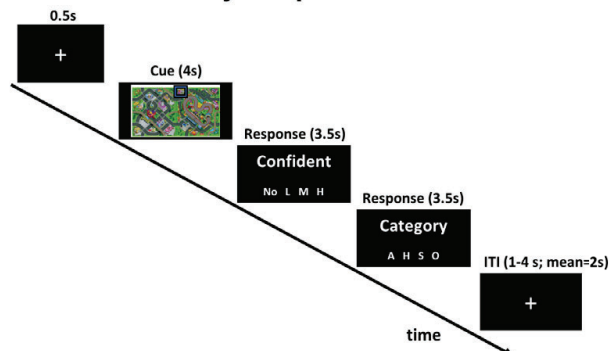 0.5s
+
Cue (4s)
Response (3.5s)
Confident
No L M H
Response (3.5s)
Category
A H S O
ITI (1-4 s; mean=2s)
+
time